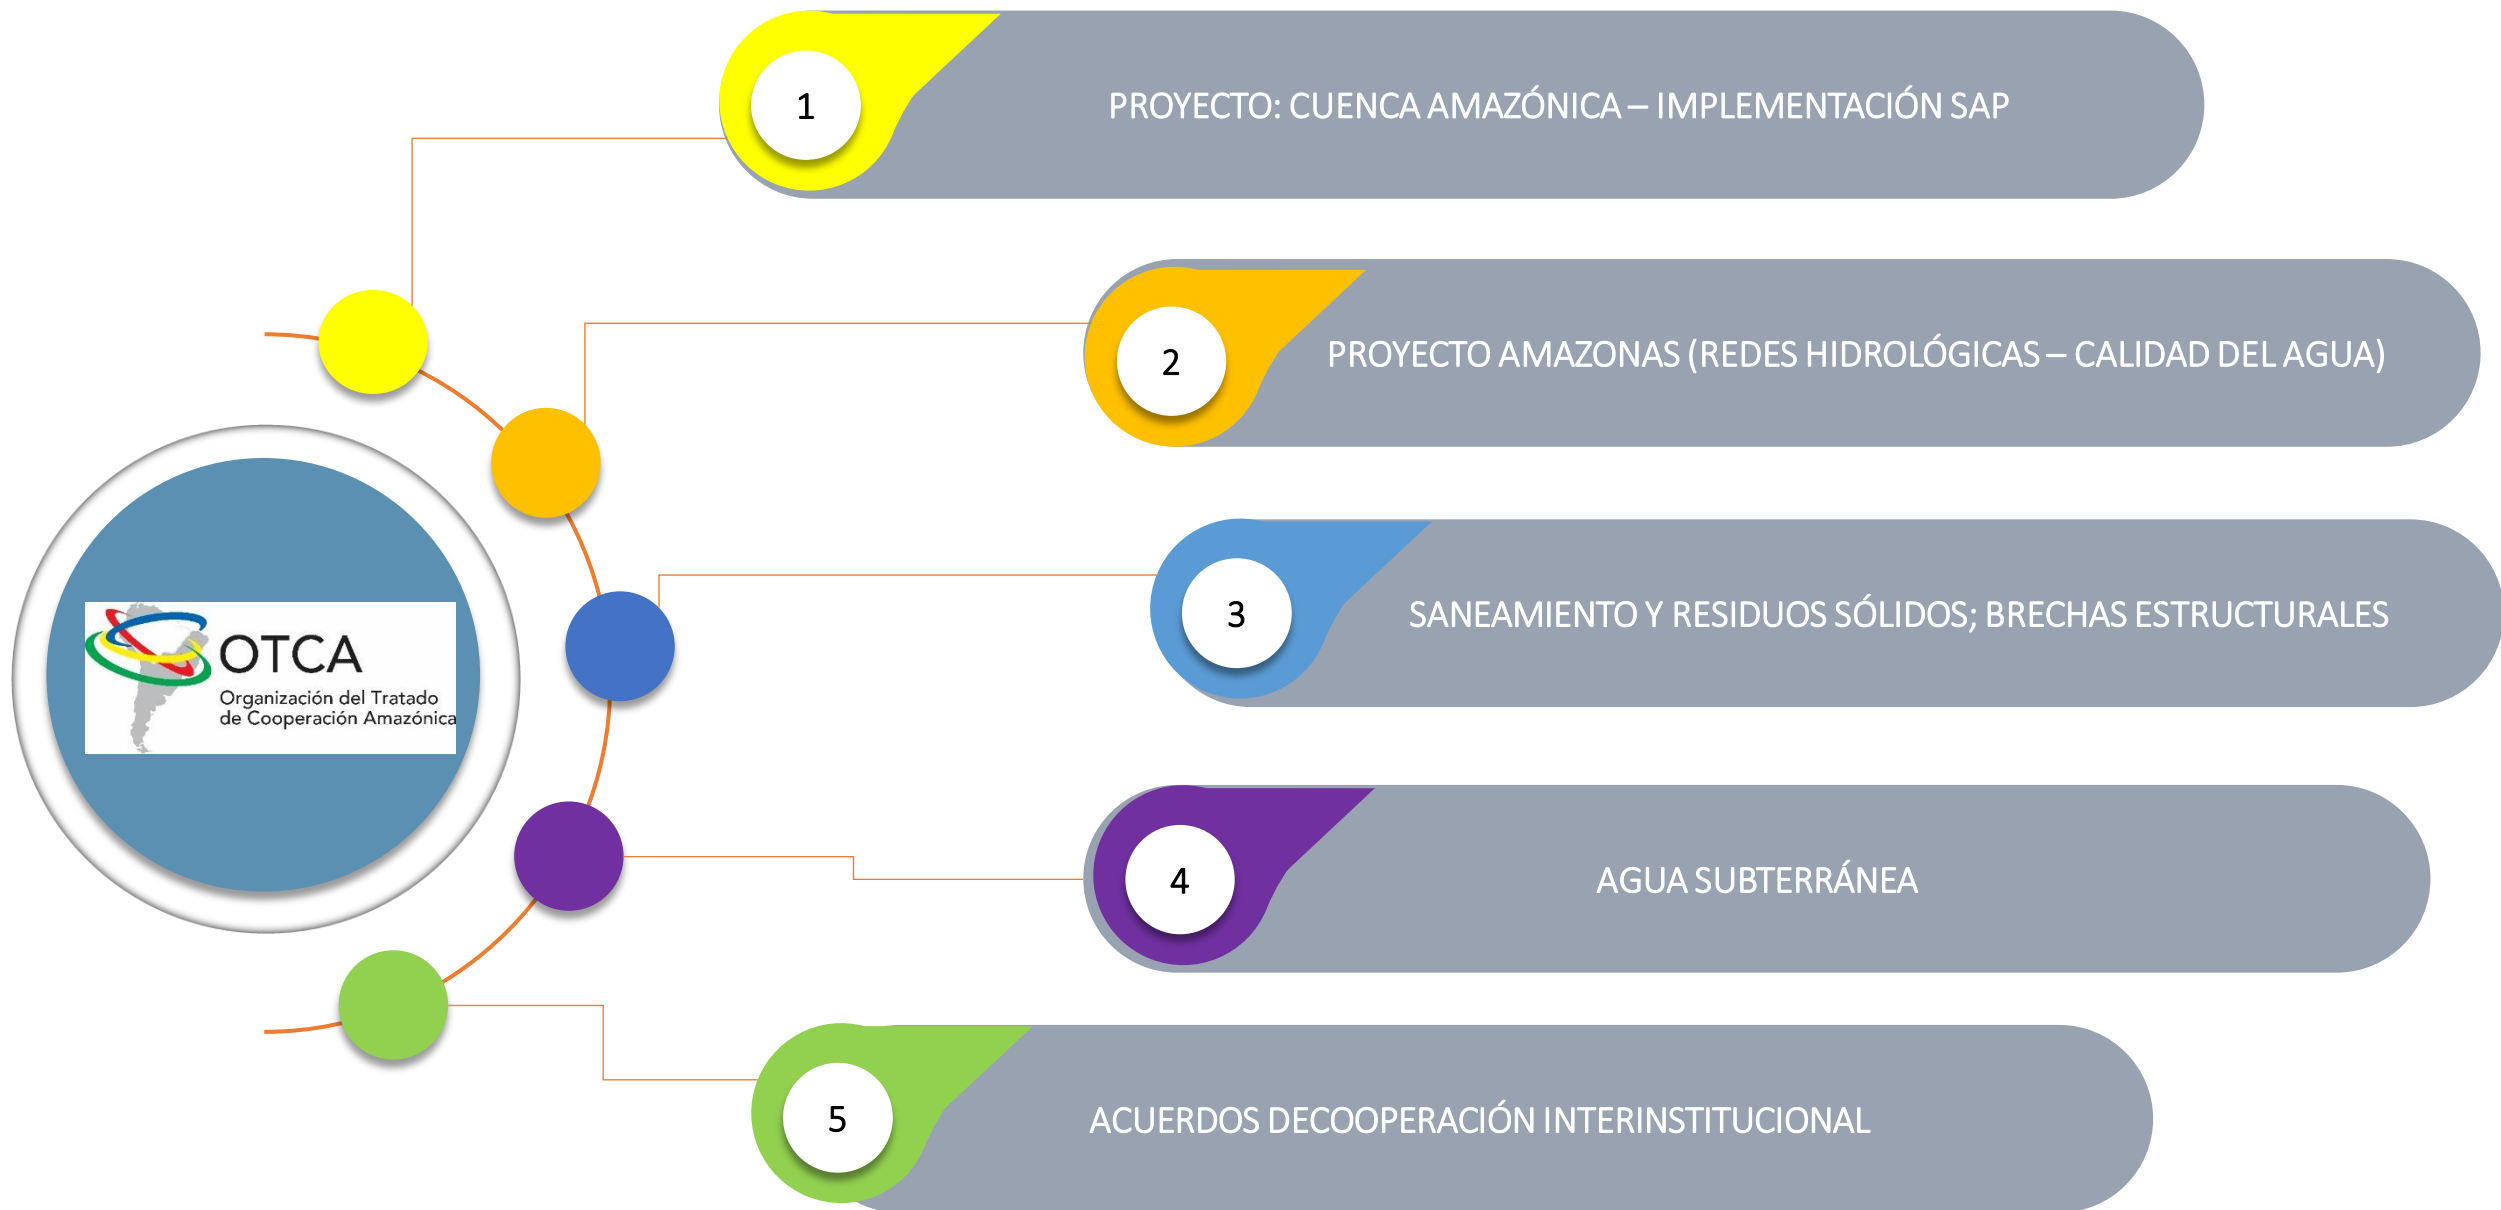 1
PROYECTO: CUENCA AMAZÓNICA – IMPLEMENTACIÓN SAP
2
PROYECTO AMAZONAS (REDES HIDROLÓGICAS – CALIDAD DEL AGUA)
3
SANEAMIENTO Y RESIDUOS SÓLIDOS; BRECHAS ESTRUCTURALES
OTCA
Organización del Tratado
de Cooperación Amazónica
4
AGUA SUBTERRÁNEA
5
ACUERDOS DECOOPERACIÓN INTERINSTITUCIONAL